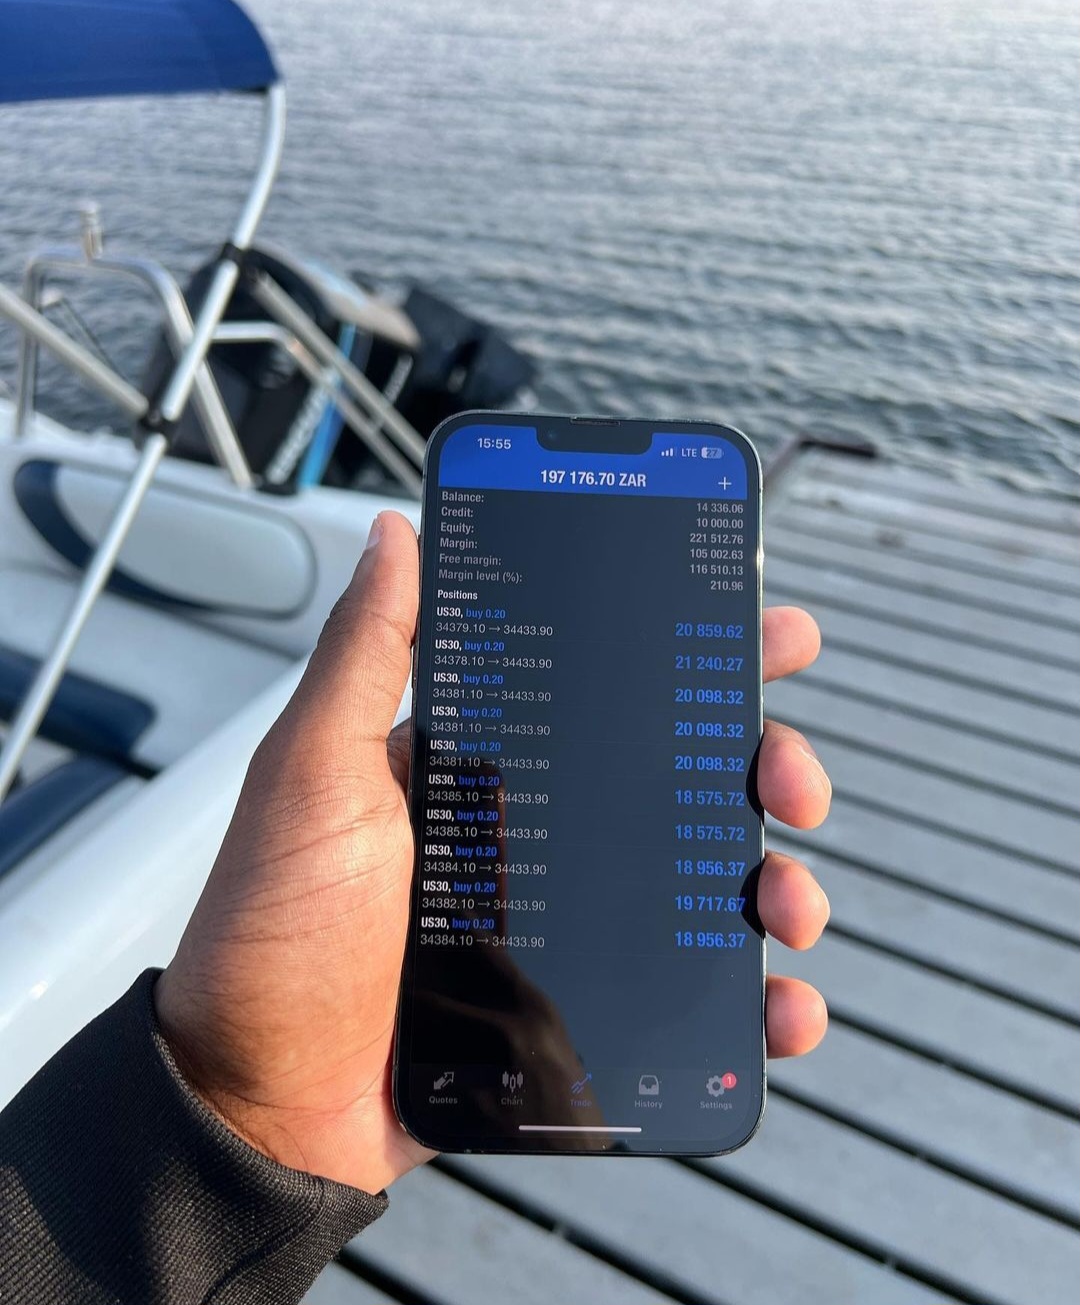 15:55
LTE 27
197 176.70 ZAR +
Balance: 14 336.06
Credit: 10 000.00
Equity: 221 512.76
Margin: 105 002.63
Free margin: 116 510.13
Margin level (%): 210.96
Positions
US30, buy 0.20
34379.10 → 34433.90 20 859.62
US30, buy 0.20
34378.10 → 34433.90 21 240.27
US30, buy 0.20
34381.10 → 34433.90 20 098.32
US30, buy 0.20
34381.10 → 34433.90 20 098.32
US30, buy 0.20
34381.10 → 34433.90 20 098.32
US30, buy 0.20
34385.10 → 34433.90 18 575.72
US30, buy 0.20
34385.10 → 34433.90 18 575.72
US30, buy 0.20
34384.10 → 34433.90 18 956.37
US30, buy 0.20
34382.10 → 34433.90 19 717.67
US30, buy 0.20
34384.10 → 34433.90 18 956.37
Quotes Chart Trade History Settings
1